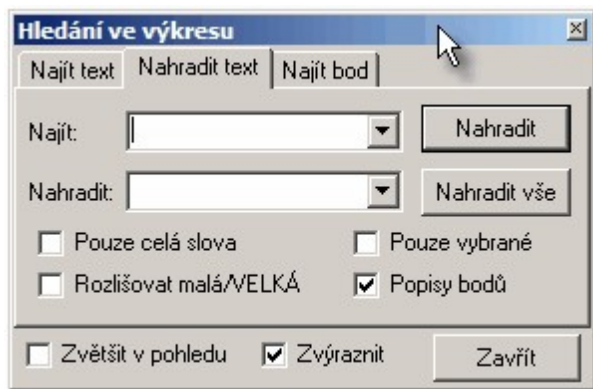 Hledání ve výkresu
Najít text Nahradit text Najít bod
Najít: Nahradit
Nahradit: Nahradit vše
Pouze celá slova Pouze vybrané
Rozlišovat malá/VELKÁ Popisy bodů
Zvětšit v pohledu Zvýraznit Zavřít